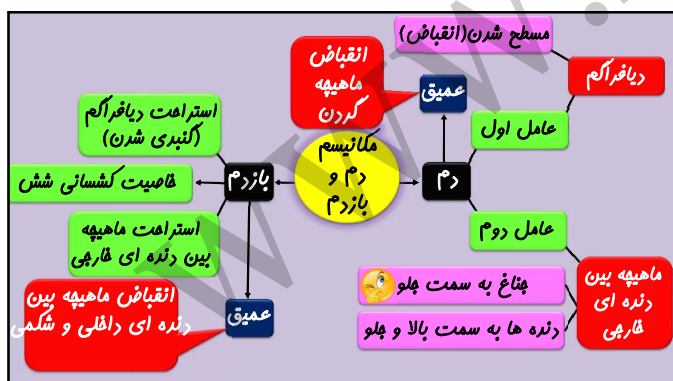 مسطح شدن(انقباض)
دیافراگم
انقباض
ماهیچه
گردن
عمیق
عامل اول
استراحت دیافراگم
(گنبدی شدن)
مکانیسم
دم و
بازدم
بازدم
دم
خاصیت کشسانی شش
استراحت ماهیچه
بین دنده ای خارجی
عامل دوم
ماهیچه بین
دنده ای
خارجی
جناغ به سمت جلو
دنده ها به سمت بالا و جلو
انقباض ماهیچه بین
دنده ای داخلی و شکمی
عمیق